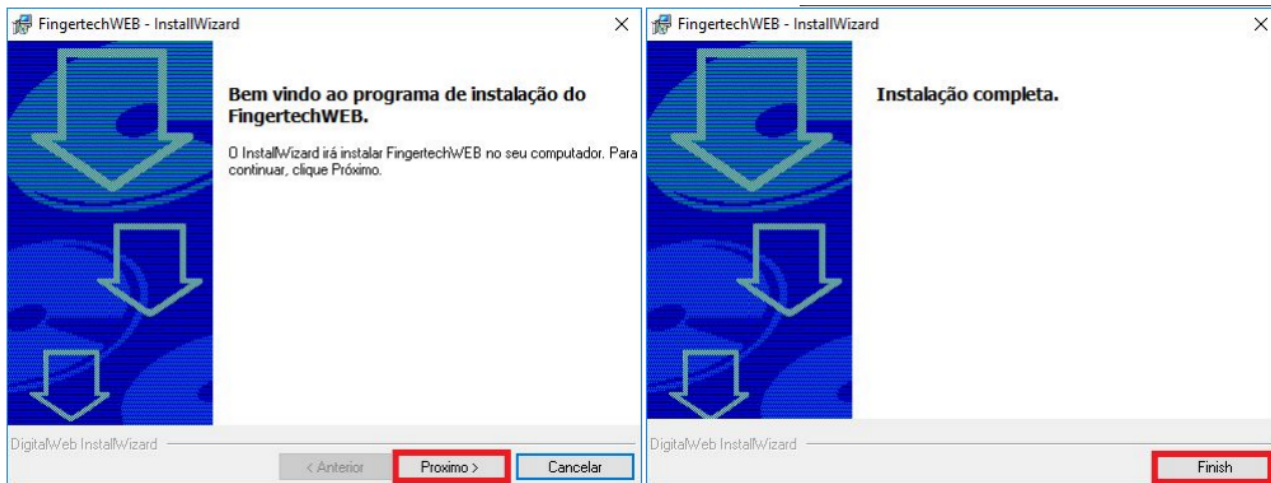 FingertechWEB - InstallWizard
Bem vindo ao programa de instalação do
FingertechWEB.
O InstallWizard irá instalar FingertechWEB no seu computador. Para
continuar, clique Próximo.
DigitalWeb InstallWizard
< Anterior
Proximo >
Cancelar
FingertechWEB - InstallWizard
Instalação completa.
DigitalWeb InstallWizard
Finish